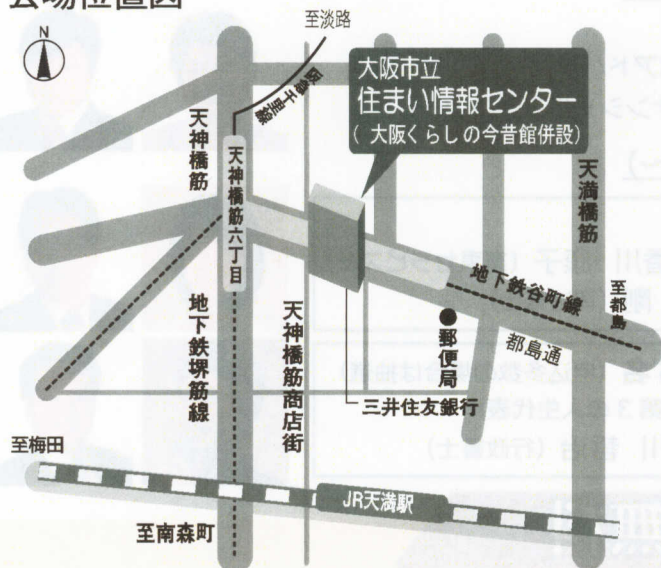 会場位置図
N
至淡路
阪急千里線
天神橋筋
天神橋筋六丁目
大阪市立
住まい情報センター
(大阪くらしの今昔館併設)
天満橋筋
地下鉄谷町線
至都島
都島通
郵便局
三井住友銀行
地下鉄堺筋線
天神橋筋商店街
至梅田
JR天満駅
至南森町